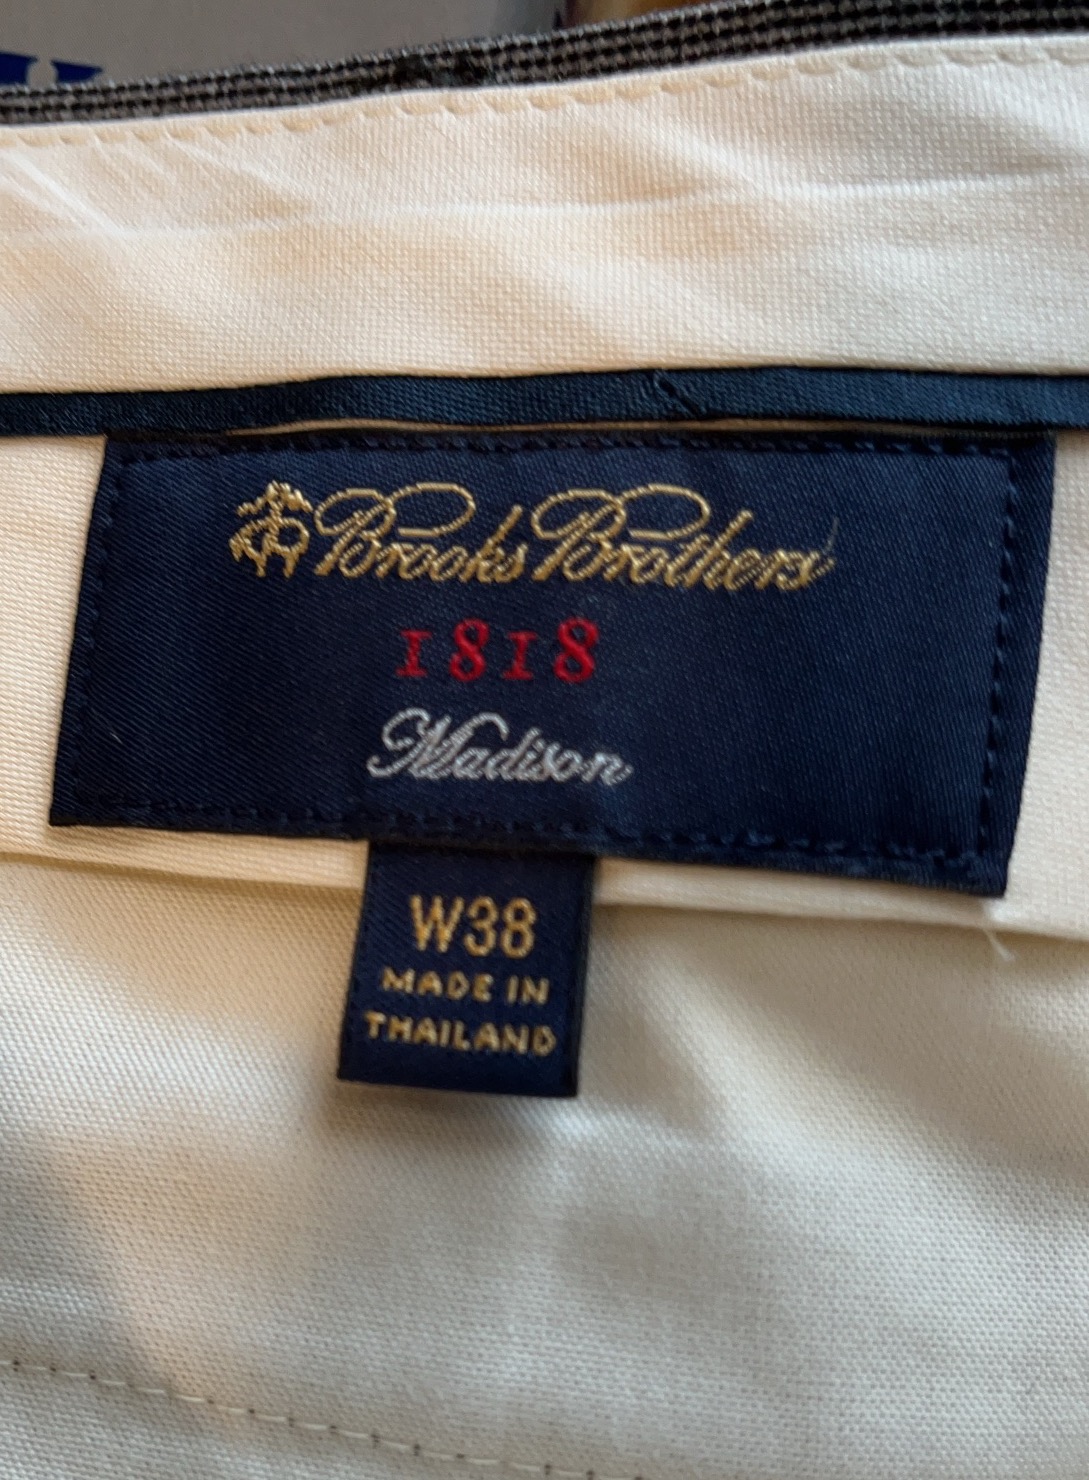 Brooks Brothers
1818
Madison
W38
MADE IN
THAILAND